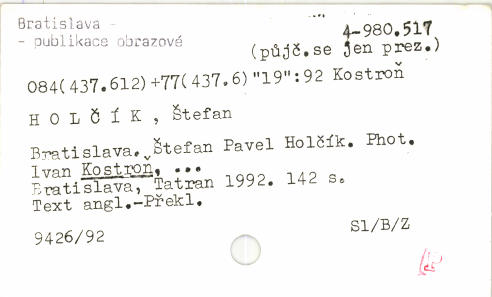 Bratislava -
- publikace obrazové
4-980.517
(půjč.se jen prez.)
084(437.612)+77(437.6)"19":92 Kostroň
H O L Č Í K , Štefan
Bratislava. Štefan Pavel Holčík. Phot.
Ivan Kostroň, ...
Bratislava, Tatran 1992. 142 s.
Text angl.-Překl.
9426/92
Sl/B/Z